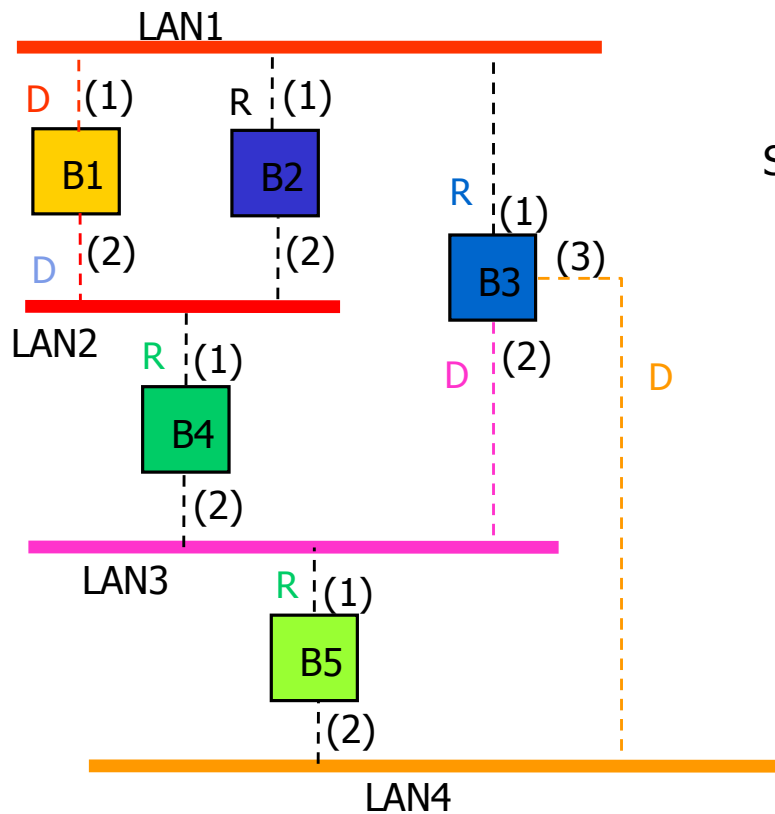 LAN1
D (1) R (1)
B1 B2 S
R (1)
D (2) (2) B3 (3)
LAN2 R (1) D (2) D
B4
(2)
LAN3 R (1)
B5
(2)
LAN4